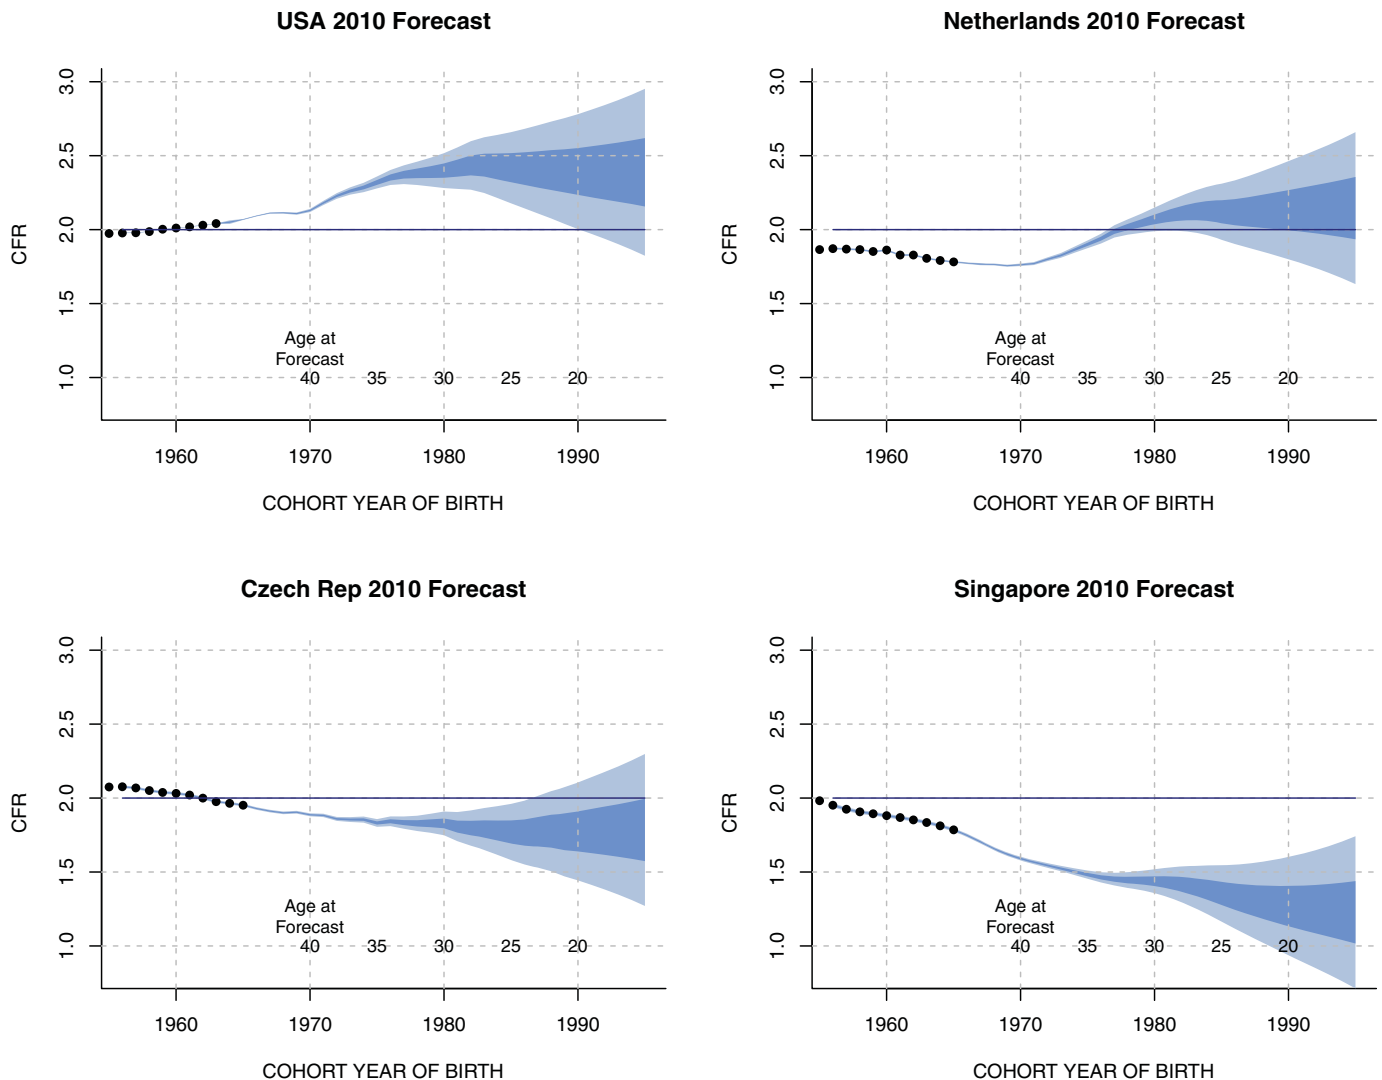 USA 2010 Forecast
3.0
2.5
2.0
1.5
1.0
CFR
Age at
Forecast
40 35 30 25 20
1960 1970 1980 1990
COHORT YEAR OF BIRTH
Netherlands 2010 Forecast
3.0
2.5
2.0
1.5
1.0
CFR
Age at
Forecast
40 35 30 25 20
1960 1970 1980 1990
COHORT YEAR OF BIRTH
Czech Rep 2010 Forecast
3.0
2.5
2.0
1.5
1.0
CFR
Age at
Forecast
40 35 30 25 20
1960 1970 1980 1990
COHORT YEAR OF BIRTH
Singapore 2010 Forecast
3.0
2.5
2.0
1.5
1.0
CFR
Age at
Forecast
40 35 30 25 20
1960 1970 1980 1990
COHORT YEAR OF BIRTH